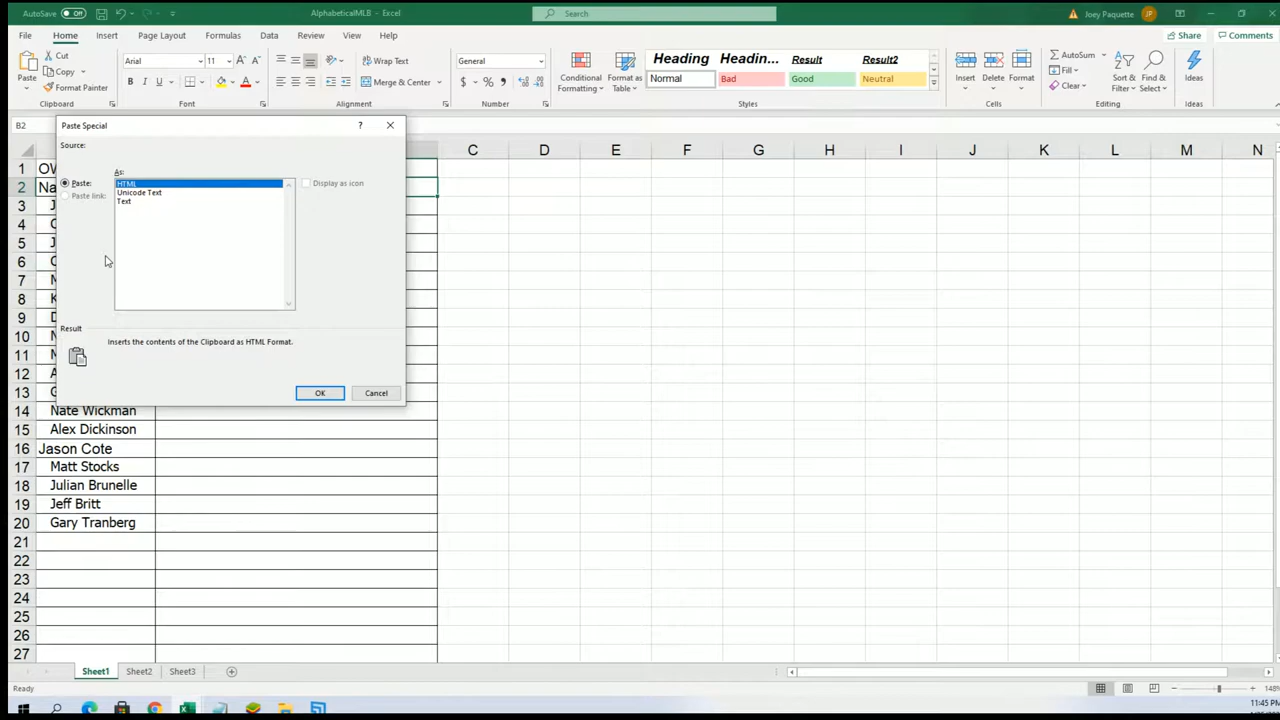 AutoSave Off AlphabeticalMLB - Excel Search Joey Paquette JP
File Home Insert Page Layout Formulas Data Review View Help Share Comments
Paste Cut Copy Format Painter Clipboard
Arial 11 A A B I U A Font
Wrap Text Merge & Center Alignment
General $ % Number
Conditional Formatting Format as Table
Heading Headin... Result Result2
Normal Bad Good Neutral
Styles
Insert Delete Format Cells
AutoSum Fill Clear Sort & Filter Find & Select Editing
Ideas Ideas
B2
Paste Special ? X
Source:
As:
Paste:
Paste link:
HTML
Unicode Text
Text
Display as icon
Result
Inserts the contents of the Clipboard as HTML Format.
OK Cancel
C D E F G H I J K L M N
1 OW
2 Na
3 J
4
5 J
6
7
8 K
9
10
11
12 A
13
14 Nate Wickman
15 Alex Dickinson
16 Jason Cote
17 Matt Stocks
18 Julian Brunelle
19 Jeff Britt
20 Gary Tranberg
21
22
23
24
25
26
27
Sheet1 Sheet2 Sheet3
Ready 148%
11:45 PM